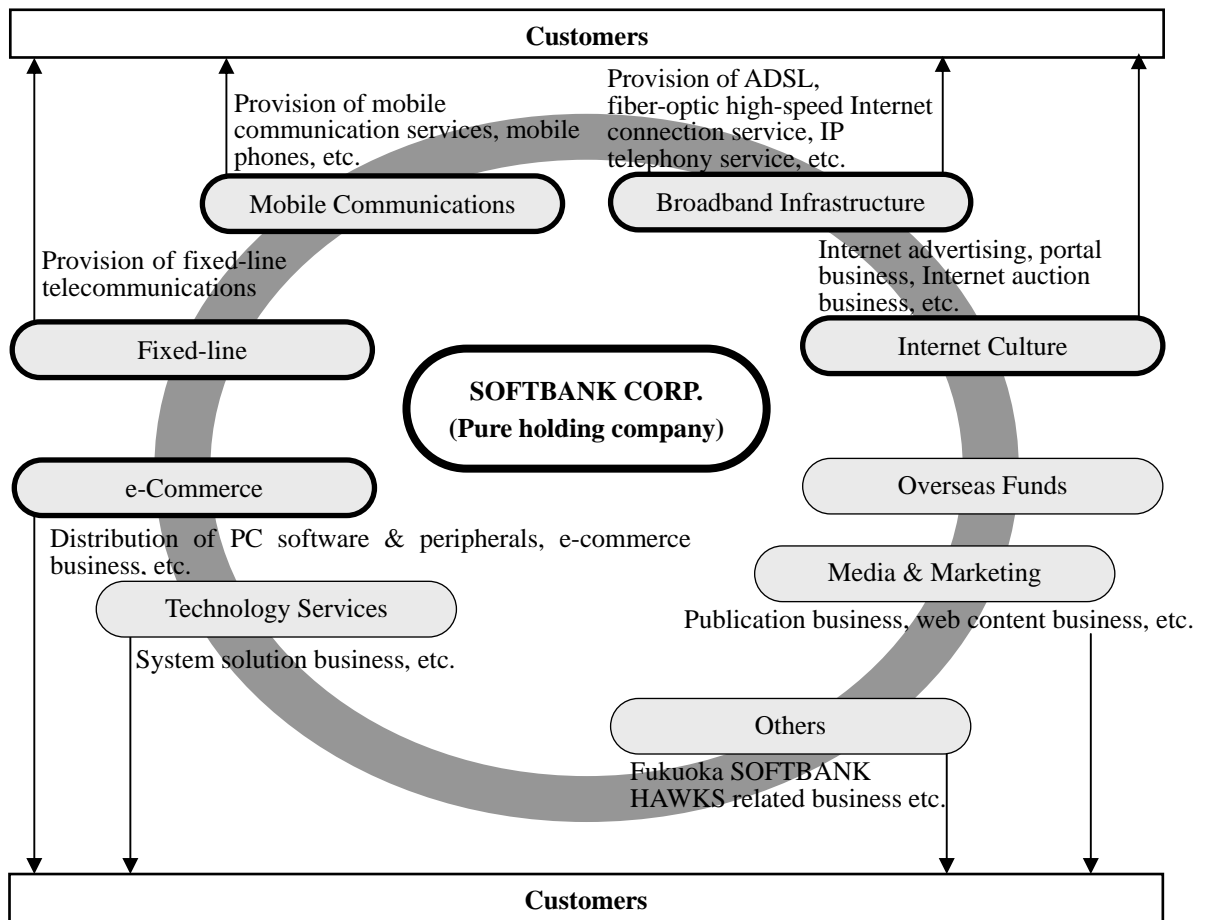 Customers
Provision of mobile
communication services, mobile
phones, etc.
Provision of ADSL,
fiber-optic high-speed Internet
connection service, IP
telephony service, etc.
Mobile Communications
Broadband Infrastructure
Provision of fixed-line
telecommunications
Internet advertising, portal
business, Internet auction
business, etc.
Fixed-line
Internet Culture
SOFTBANK CORP.
(Pure holding company)
e-Commerce
Overseas Funds
Distribution of PC software & peripherals, e-commerce
business, etc.
Media & Marketing
Technology Services
Publication business, web content business, etc.
System solution business, etc.
Others
Fukuoka SOFTBANK
HAWKS related business etc.
Customers